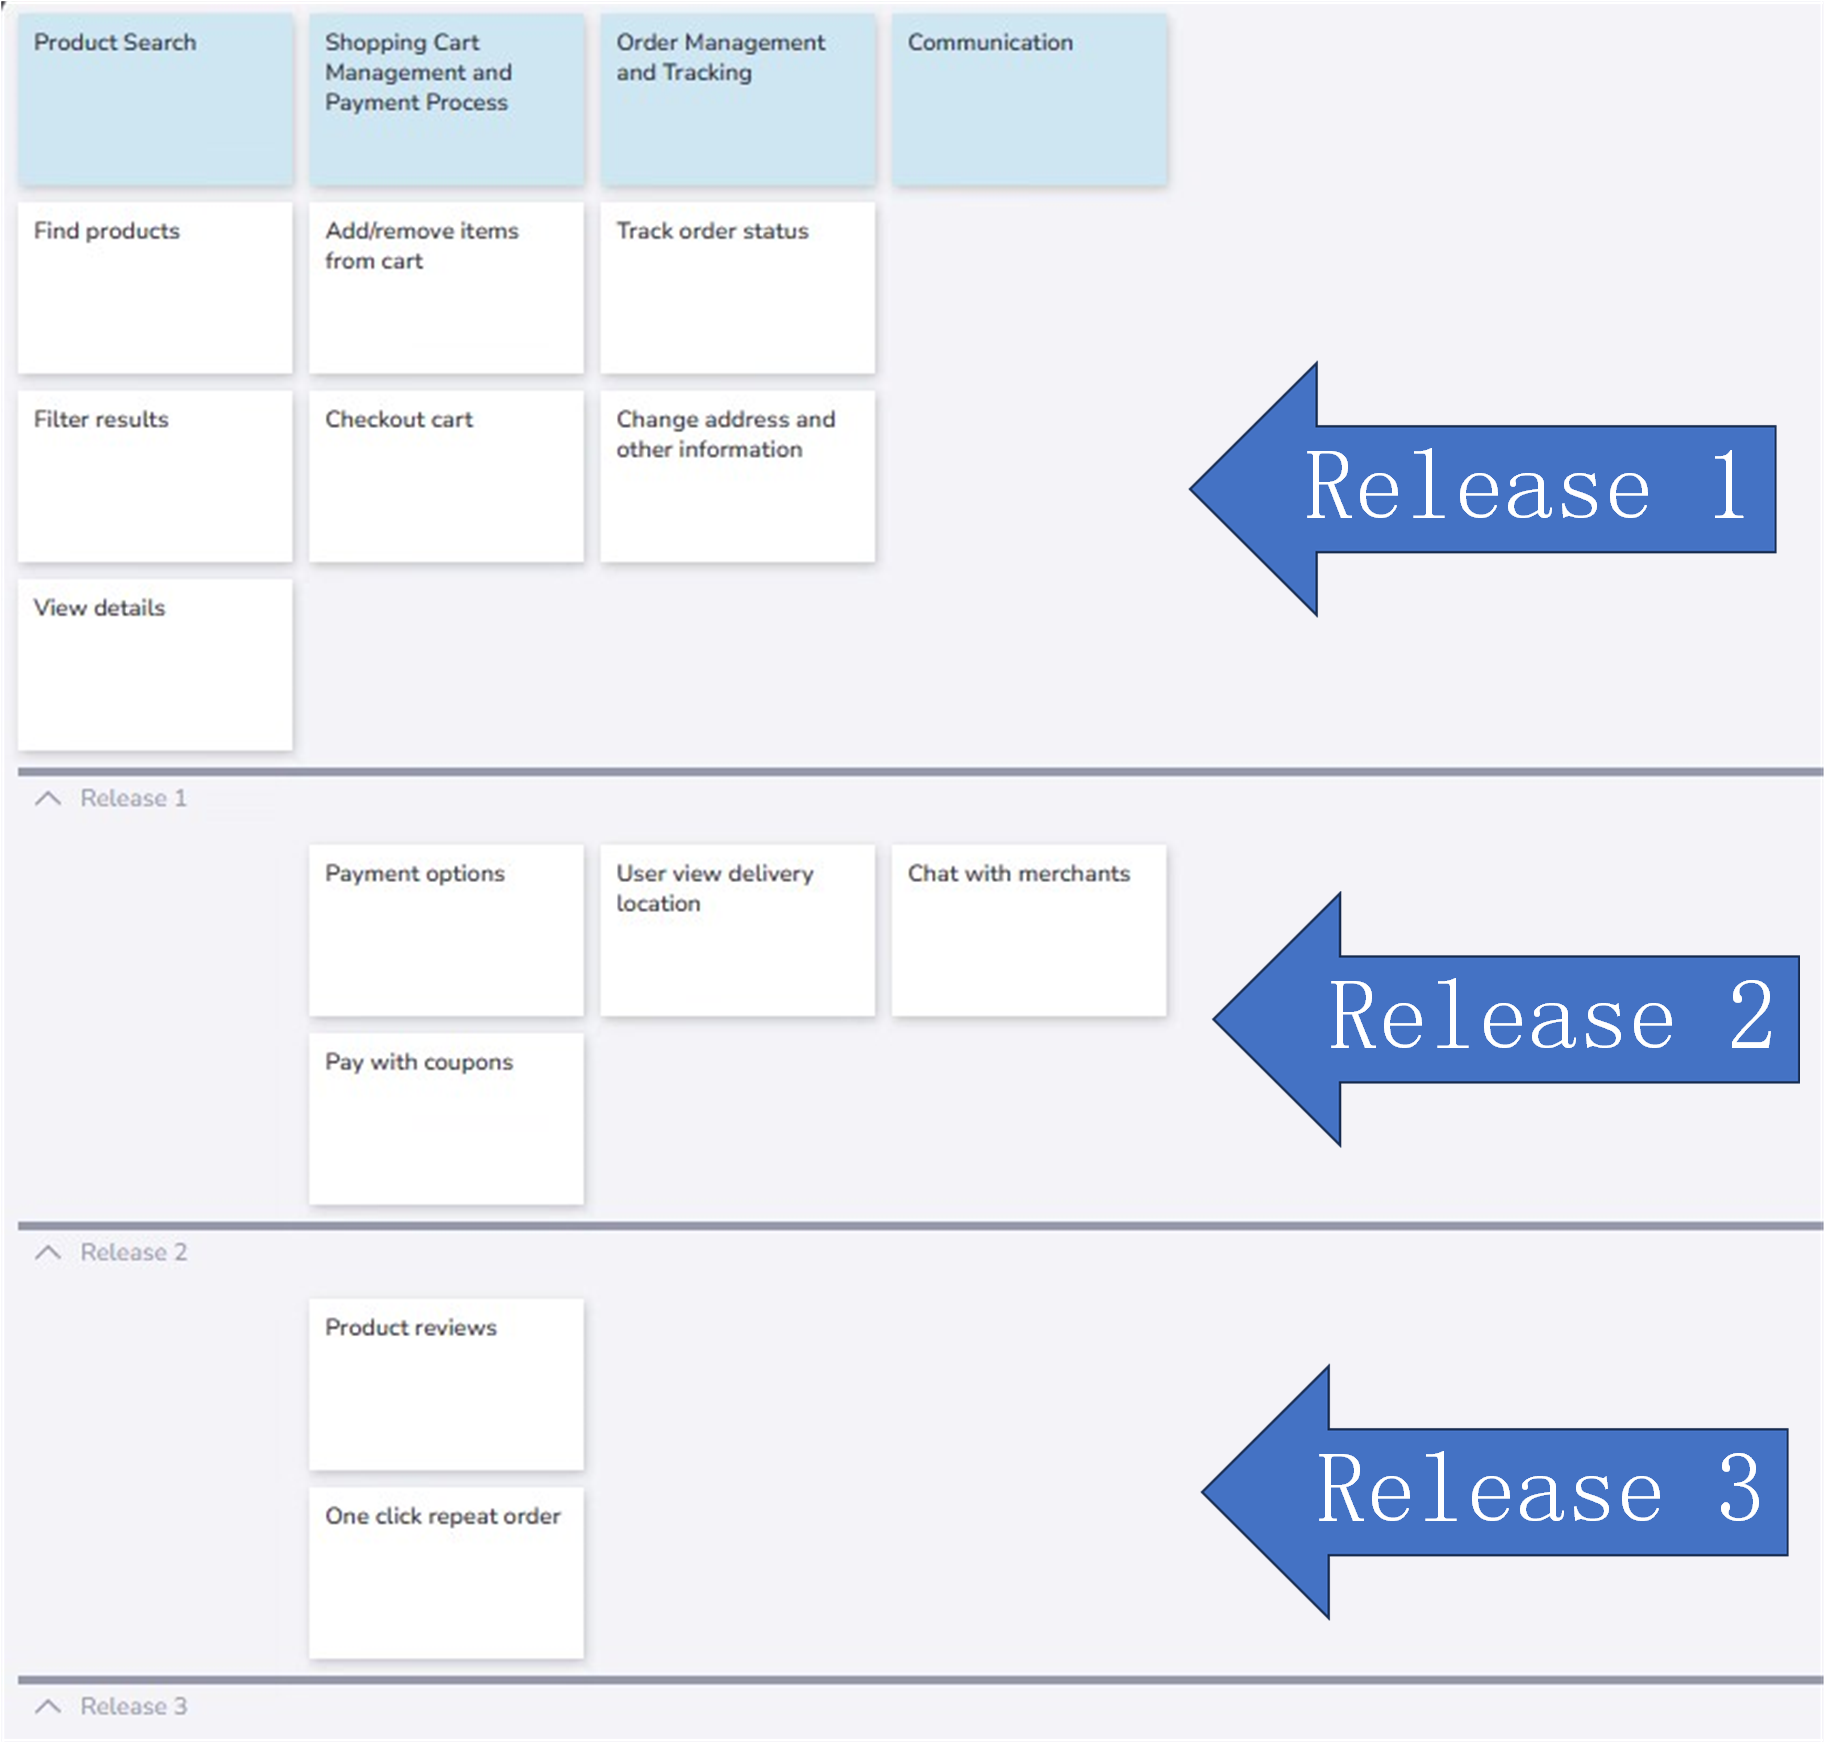 Product Search
Shopping Cart
Management and
Payment Process
Order Management
and Tracking
Communication
Find products
Add/remove items
from cart
Track order status
Filter results
Checkout cart
Change address and
other information
Release 1
View details
Release 1
Payment options
User view delivery
location
Chat with merchants
Release 2
Pay with coupons
Release 2
Product reviews
Release 3
One click repeat order
Release 3